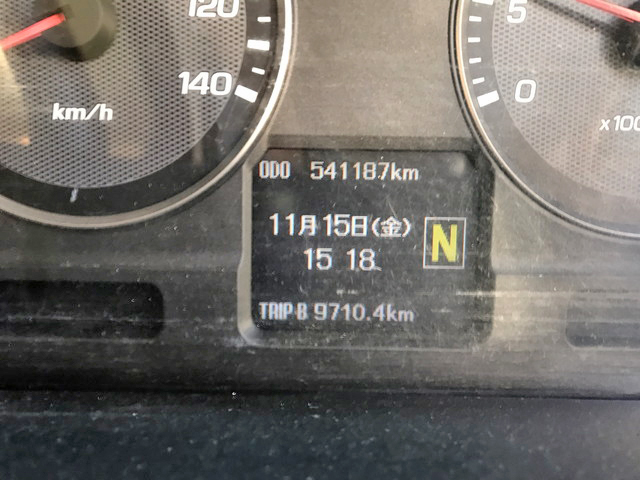 120
140
km/h
5
0
x100
ODO 541187km
11月15日(金)
15 18
N
TRIP B 9710.4km